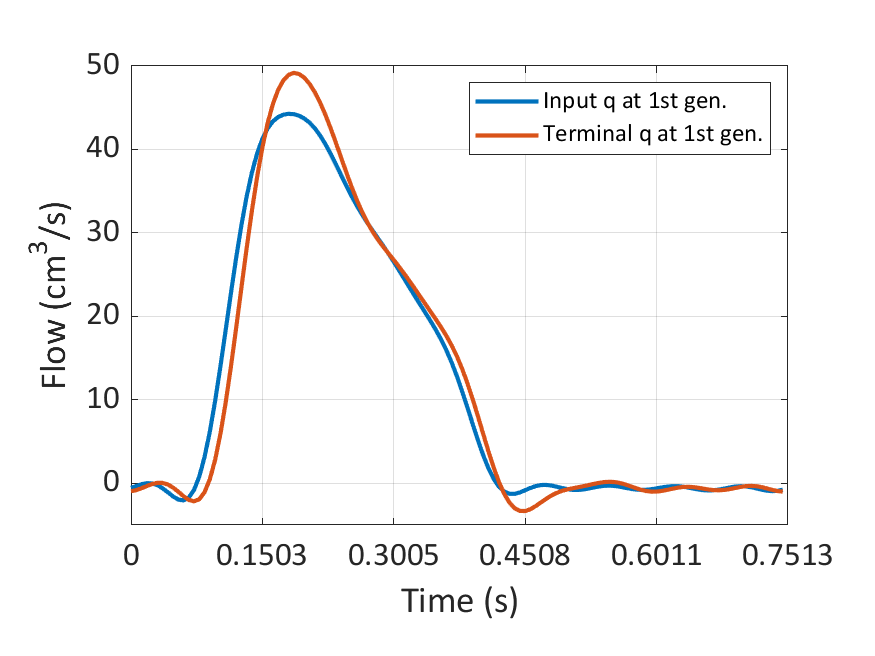 50
40
30
20
10
0
Flow (cm³/s)
Input q at 1st gen.
Terminal q at 1st gen.
0 0.1503 0.3005 0.4508 0.6011 0.7513
Time (s)